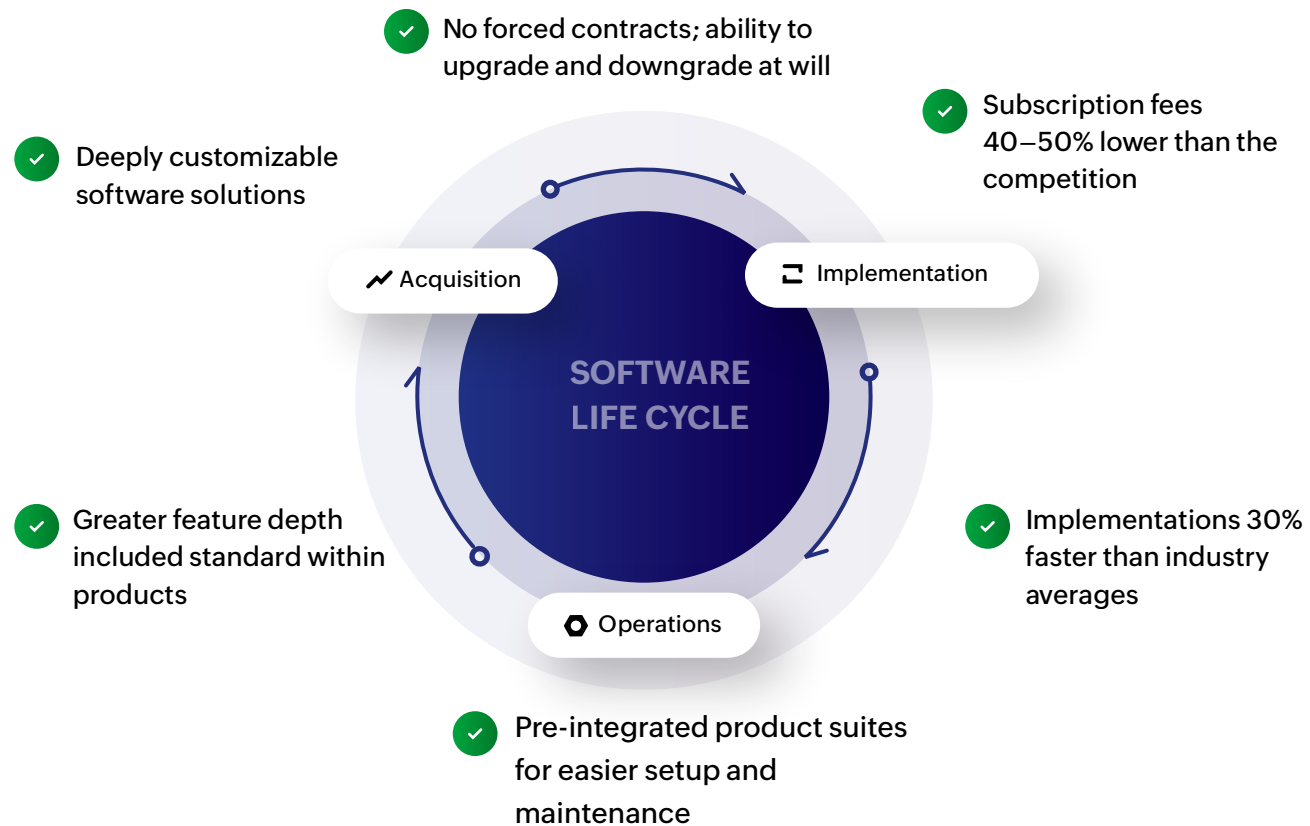 No forced contracts; ability to
upgrade and downgrade at will
Subscription fees
40–50% lower than the
competition
Deeply customizable
software solutions
Acquisition
Implementation
SOFTWARE
LIFE CYCLE
Greater feature depth
included standard within
products
Implementations 30%
faster than industry
averages
Operations
Pre-integrated product suites
for easier setup and
maintenance